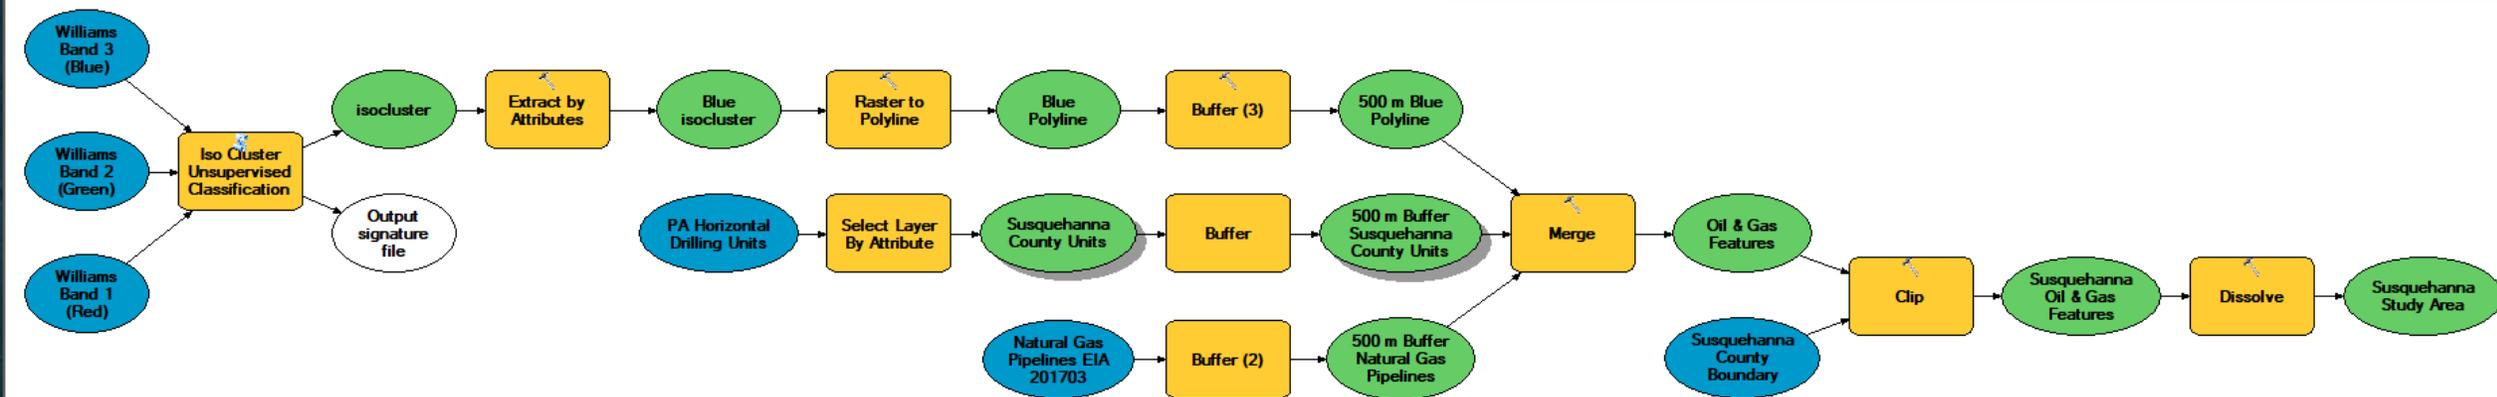 Williams
Band 3
(Blue)
Williams
Band 2
(Green)
Williams
Band 1
(Red)
Iso Cluster
Unsupervised
Classification
isocluster
Output
signature
file
Extract by
Attributes
Blue
isocluster
Raster to
Polyline
Blue
Polyline
Buffer (3)
500 m Blue
Polyline
PA Horizontal
Drilling Units
Select Layer
By Attribute
Susquehanna
County Units
Buffer
500 m Buffer
Susquehanna
County Units
Natural Gas
Pipelines EIA
201703
Buffer (2)
500 m Buffer
Natural Gas
Pipelines
Merge
Oil & Gas
Features
Susquehanna
County
Boundary
Clip
Susquehanna
Oil & Gas
Features
Dissolve
Susquehanna
Study Area